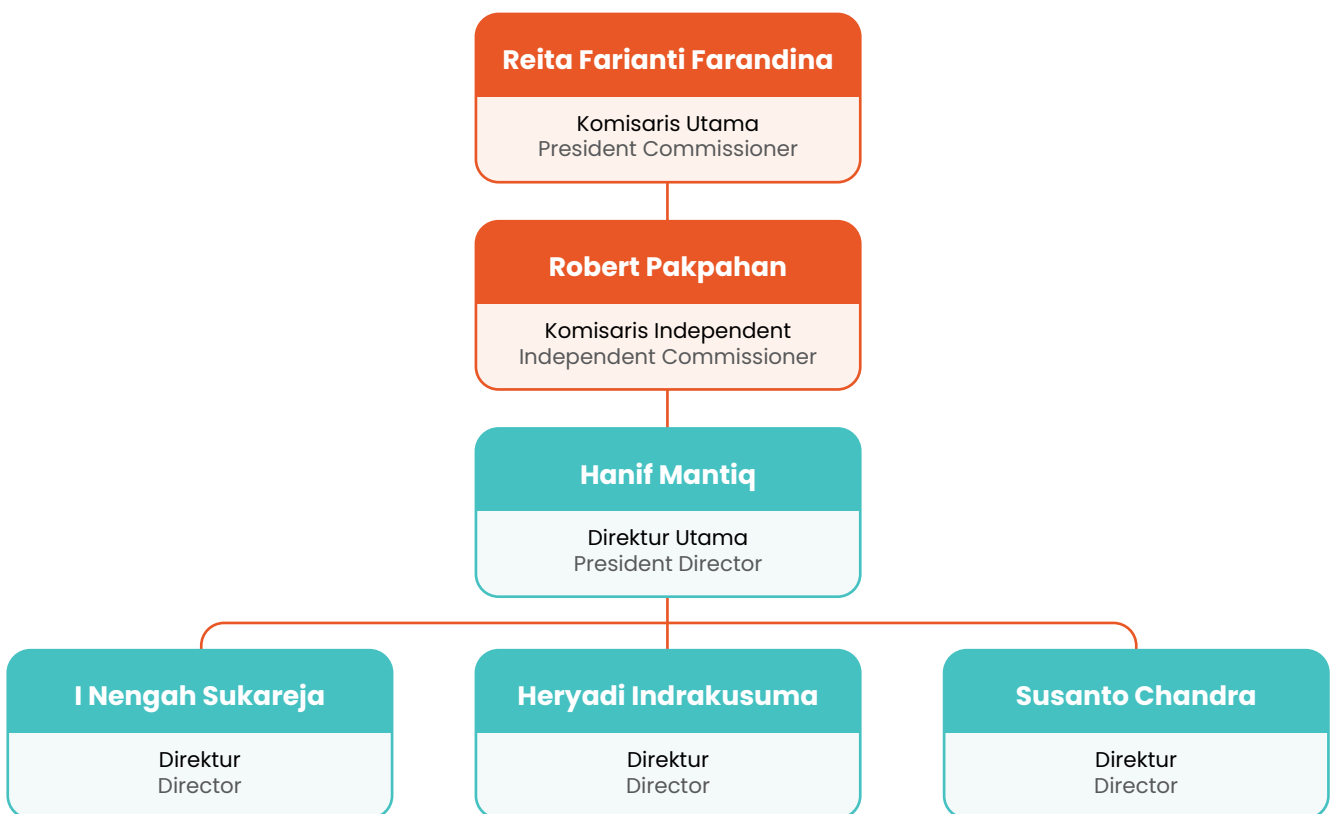 Reita Farianti Farandina
Komisaris Utama
President Commissioner
Robert Pakpahan
Komisaris Independent
Independent Commissioner
Hanif Mantiq
Direktur Utama
President Director
I Nengah Sukareja
Direktur
Director
Heryadi Indrakusuma
Direktur
Director
Susanto Chandra
Direktur
Director